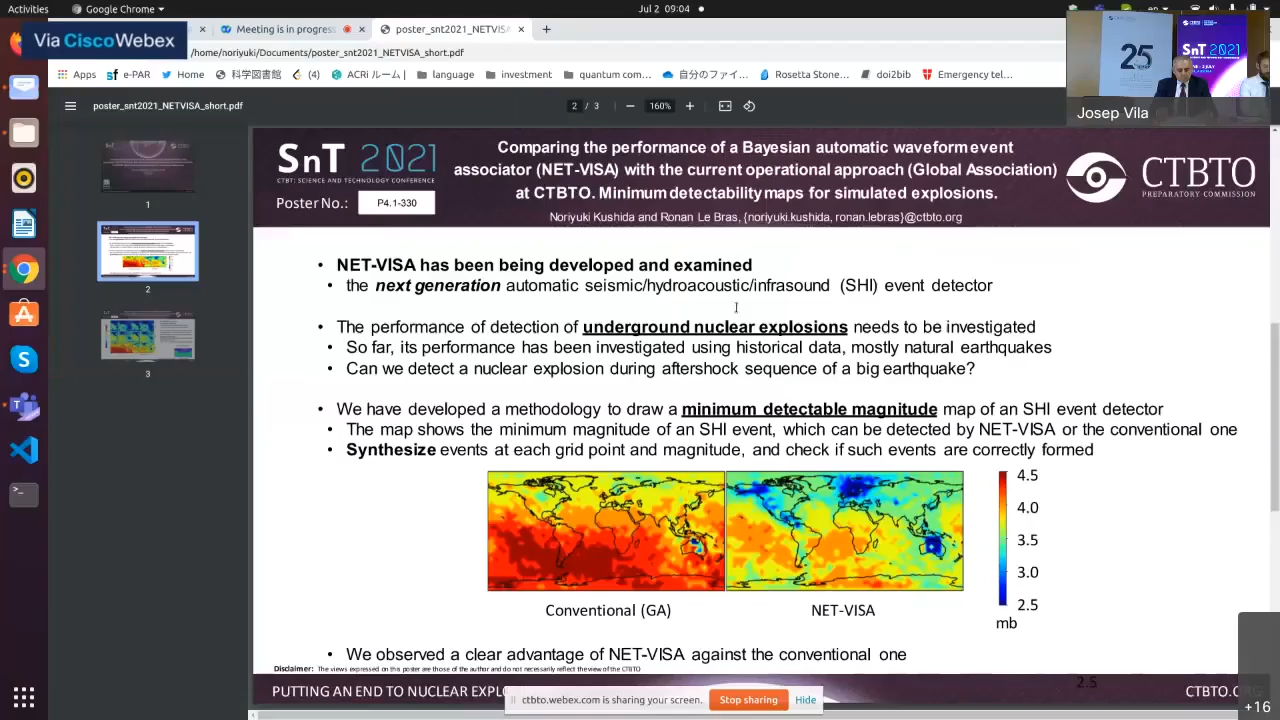 Activities
Google Chrome
Jul 2 09:04
Via CiscoWebex
Meeting is in progres
poster_snt2021_NETVISA
/home/noriyuki/Documents/poster_snt2021_NETVISA_short.pdf
Apps
e-PAR
Home
科学図書館
(4)
ACRi ルーム |
language
investment
quantum com...
自分のファイ...
Rosetta Stone...
doi2bib
Emergency tel...
25
SnT 2021
Josep Vila
poster_snt2021_NETVISA_short.pdf
2 / 3
160%
1
2
3
SnT 2021
CTBT: SCIENCE AND TECHNOLOGY CONFERENCE
Poster No.: P4.1-330
Comparing the performance of a Bayesian automatic waveform event
associator (NET-VISA) with the current operational approach (Global Association)
at CTBTO. Minimum detectability maps for simulated explosions.
Noriyuki Kushida and Ronan Le Bras, {noriyuki.kushida, ronan.lebras}@ctbto.org
CTBTO
PREPARATORY COMMISSION
• NET-VISA has been being developed and examined
• the next generation automatic seismic/hydroacoustic/infrasound (SHI) event detector
• The performance of detection of underground nuclear explosions needs to be investigated
• So far, its performance has been investigated using historical data, mostly natural earthquakes
• Can we detect a nuclear explosion during aftershock sequence of a big earthquake?
• We have developed a methodology to draw a minimum detectable magnitude map of an SHI event detector
• The map shows the minimum magnitude of an SHI event, which can be detected by NET-VISA or the conventional one
• Synthesize events at each grid point and magnitude, and check if such events are correctly formed
4.5
4.0
3.5
3.0
2.5
mb
Conventional (GA)
NET-VISA
• We observed a clear advantage of NET-VISA against the conventional one
Disclaimer: The views expressed on this poster are those of the author and do not necessarily reflect the view of the CTBTO
2.5
PUTTING AN END TO NUCLEAR EXPLO
ctbto.webex.com is sharing your screen.
Stop sharing
Hide
CTBTO.O
+16